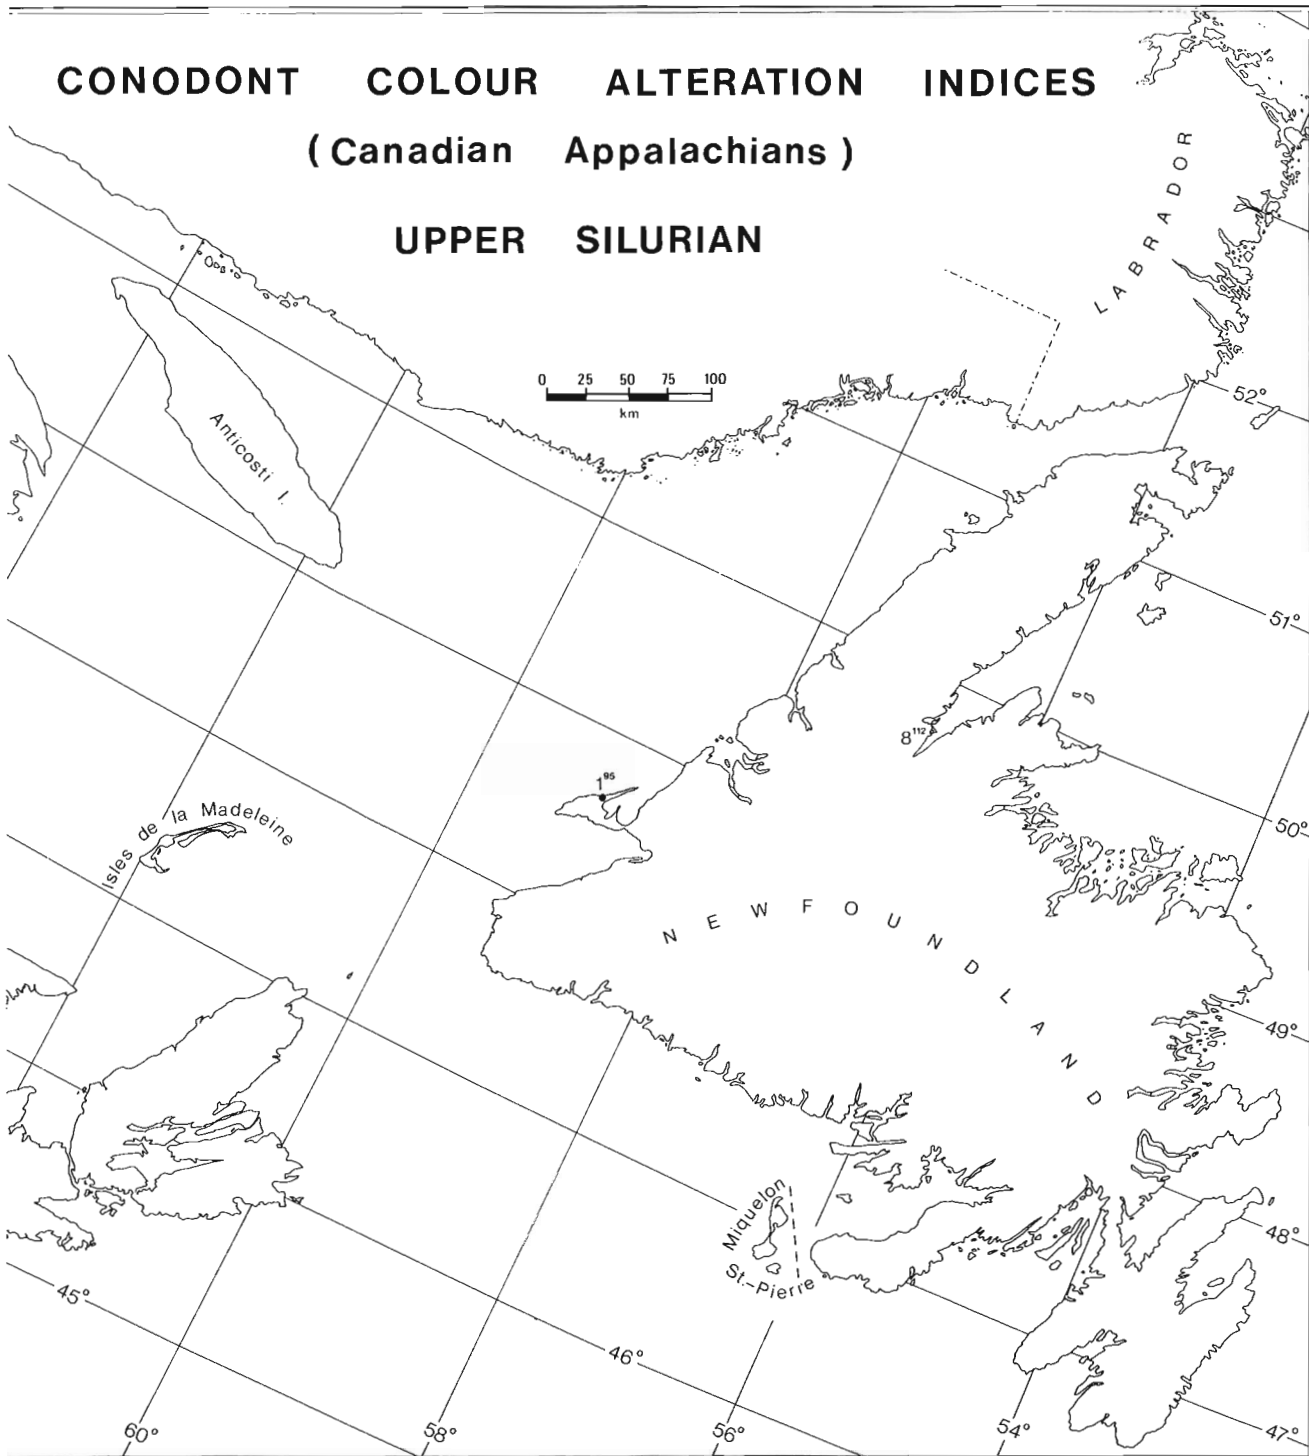 CONODONT COLOUR ALTERATION INDICES
(Canadian Appalachians)
UPPER SILURIAN
LABRADOR
0 25 50 75 100
km
52°
Anticosti I.
51°
8¹¹²
1⁹⁵
Isles de la Madeleine
50°
NEWFOUNDLAND
49°
Miquelon
St.-Pierre
48°
45°
46°
47°
60°
58°
56°
54°